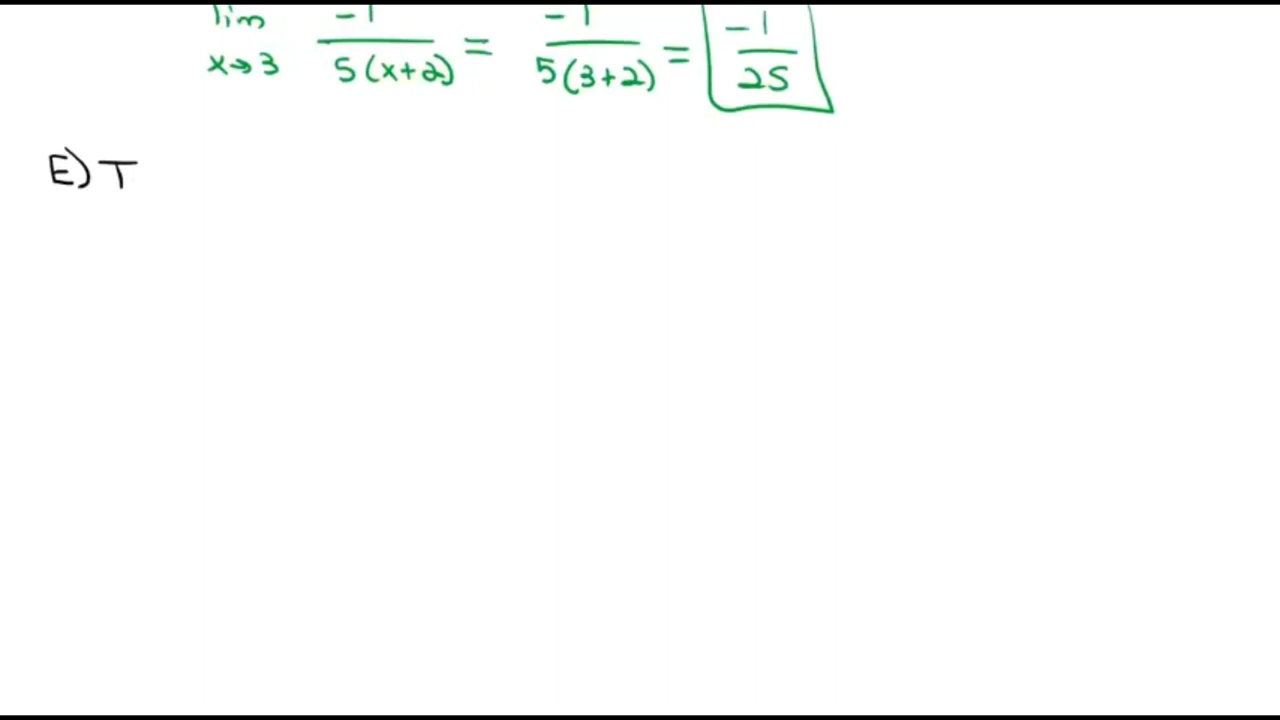 lim -1/5(x+2) = -1/5(3+2) = -1/25
x→3
E) T